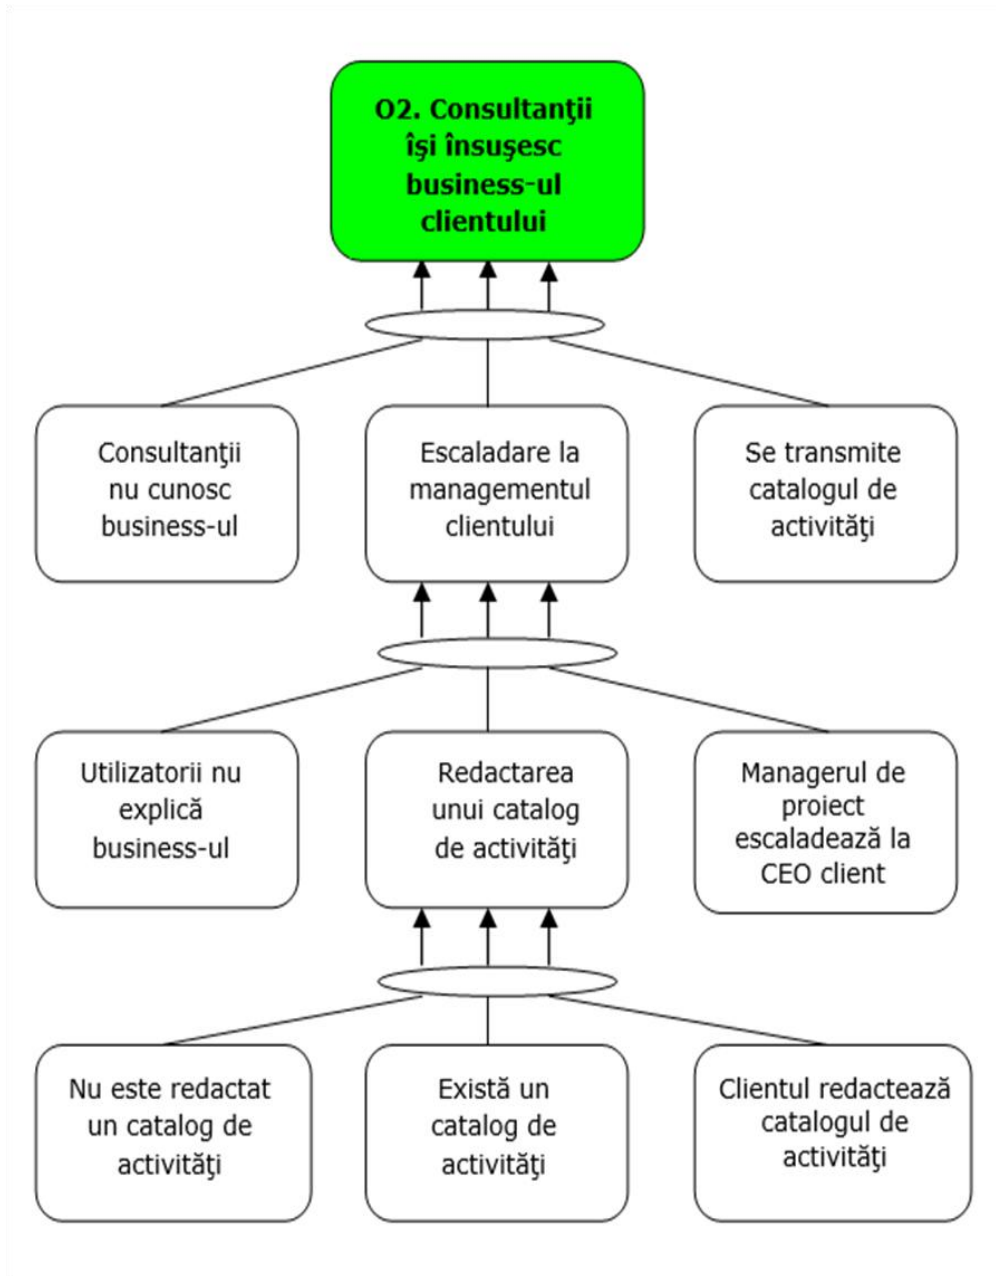 O2. Consultanţii
îşi însuşesc
business-ul
clientului
Consultanţii
nu cunosc
business-ul
Escaladare la
managementul
clientului
Se transmite
catalogul de
activităţi
Utilizatorii nu
explică
business-ul
Redactarea
unui catalog
de activităţi
Managerul de
proiect
escaladează la
CEO client
Nu este redactat
un catalog de
activităţi
Există un
catalog de
activităţi
Clientul redactează
catalogul de
activităţi